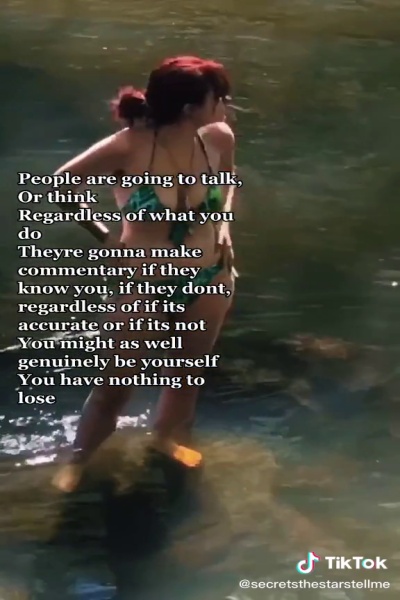 People are going to talk,
Or think
Regardless of what you
do
Theyre gonna make
commentary if they
know you, if they dont,
regardless of if its
accurate or if its not
You might as well
genuinely be yourself
You have nothing to
lose
TikTok
@secretsthestarstellme